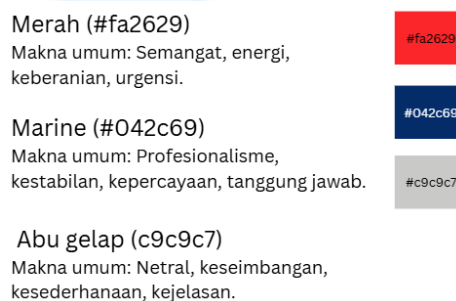 Merah (#fa2629)
Makna umum: Semangat, energi,
keberanian, urgensi.
#fa2629
Marine (#042c69)
Makna umum: Profesionalisme,
kestabilan, kepercayaan, tanggung jawab.
#042c69
#c9c9c7
Abu gelap (c9c9c7)
Makna umum: Netral, keseimbangan,
kesederhanaan, kejelasan.